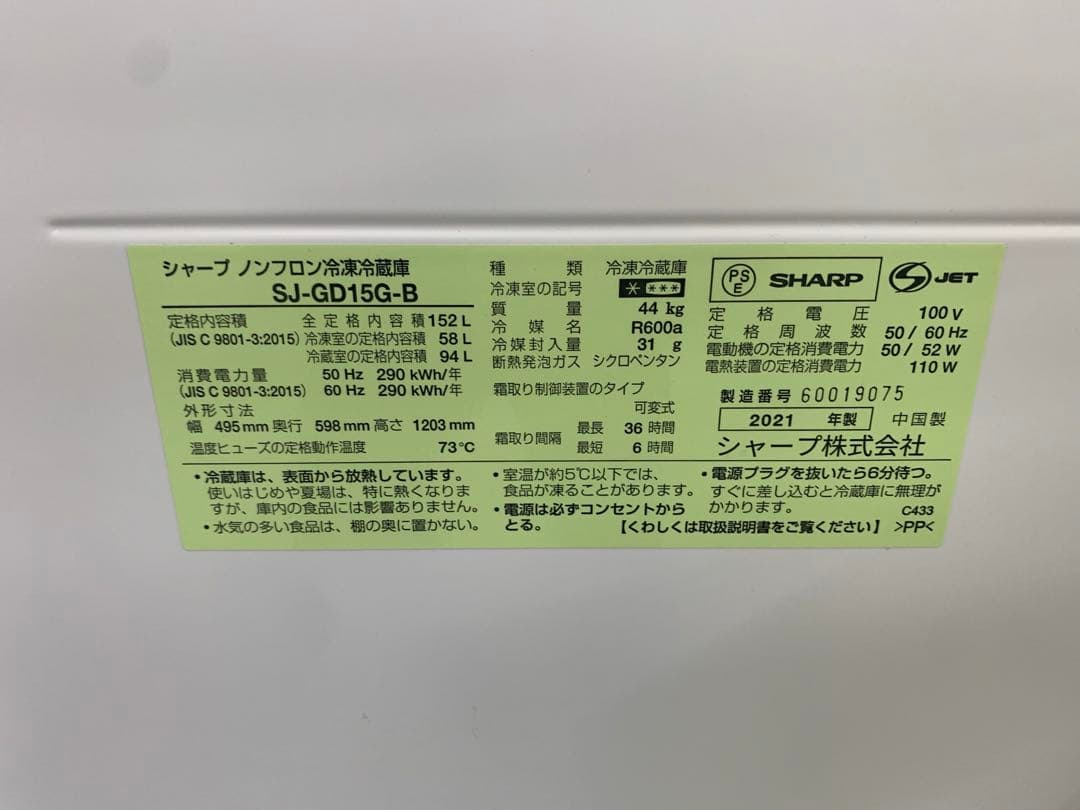 シャープ ノンフロン冷凍冷蔵庫
SJ-GD15G-B
定格内容積 全定格内容積 152 L
(JIS C 9801-3:2015) 冷凍室の定格内容積 58 L
冷蔵室の定格内容積 94 L
消費電力量 50 Hz 290 kWh/年
(JIS C 9801-3:2015) 60 Hz 290 kWh/年
外形寸法
幅 495 mm 奥行 598 mm 高さ 1203 mm
温度ヒューズの定格動作温度 73℃
種類 冷凍冷蔵庫
冷凍室の記号 * ***
質量 44 kg
冷媒名 R600a
冷媒封入量 31 g
断熱発泡ガス シクロペンタン
霜取り制御装置のタイプ
可変式
霜取り間隔 最長 36 時間
最短 6 時間
PS E SHARP S JET
定格電圧 100 V
定格周波数 50 / 60 Hz
電動機の定格消費電力 50 / 52 W
電熱装置の定格消費電力 110 W
製造番号 60019075
2021 年製 中国製
シャープ株式会社
・冷蔵庫は、表面から放熱しています。
使いはじめや夏場は、特に熱くなりま
すが、庫内の食品には影響ありません。
・水気の多い食品は、棚の奥に置かない。
・室温が約5℃以下では、
食品が凍ることがあります。
・電源は必ずコンセントから
とる。
・電源プラグを抜いたら6分待つ。
すぐに差し込むと冷蔵庫に無理が
かかります。 C433
【くわしくは取扱説明書をご覧ください】 >PP<